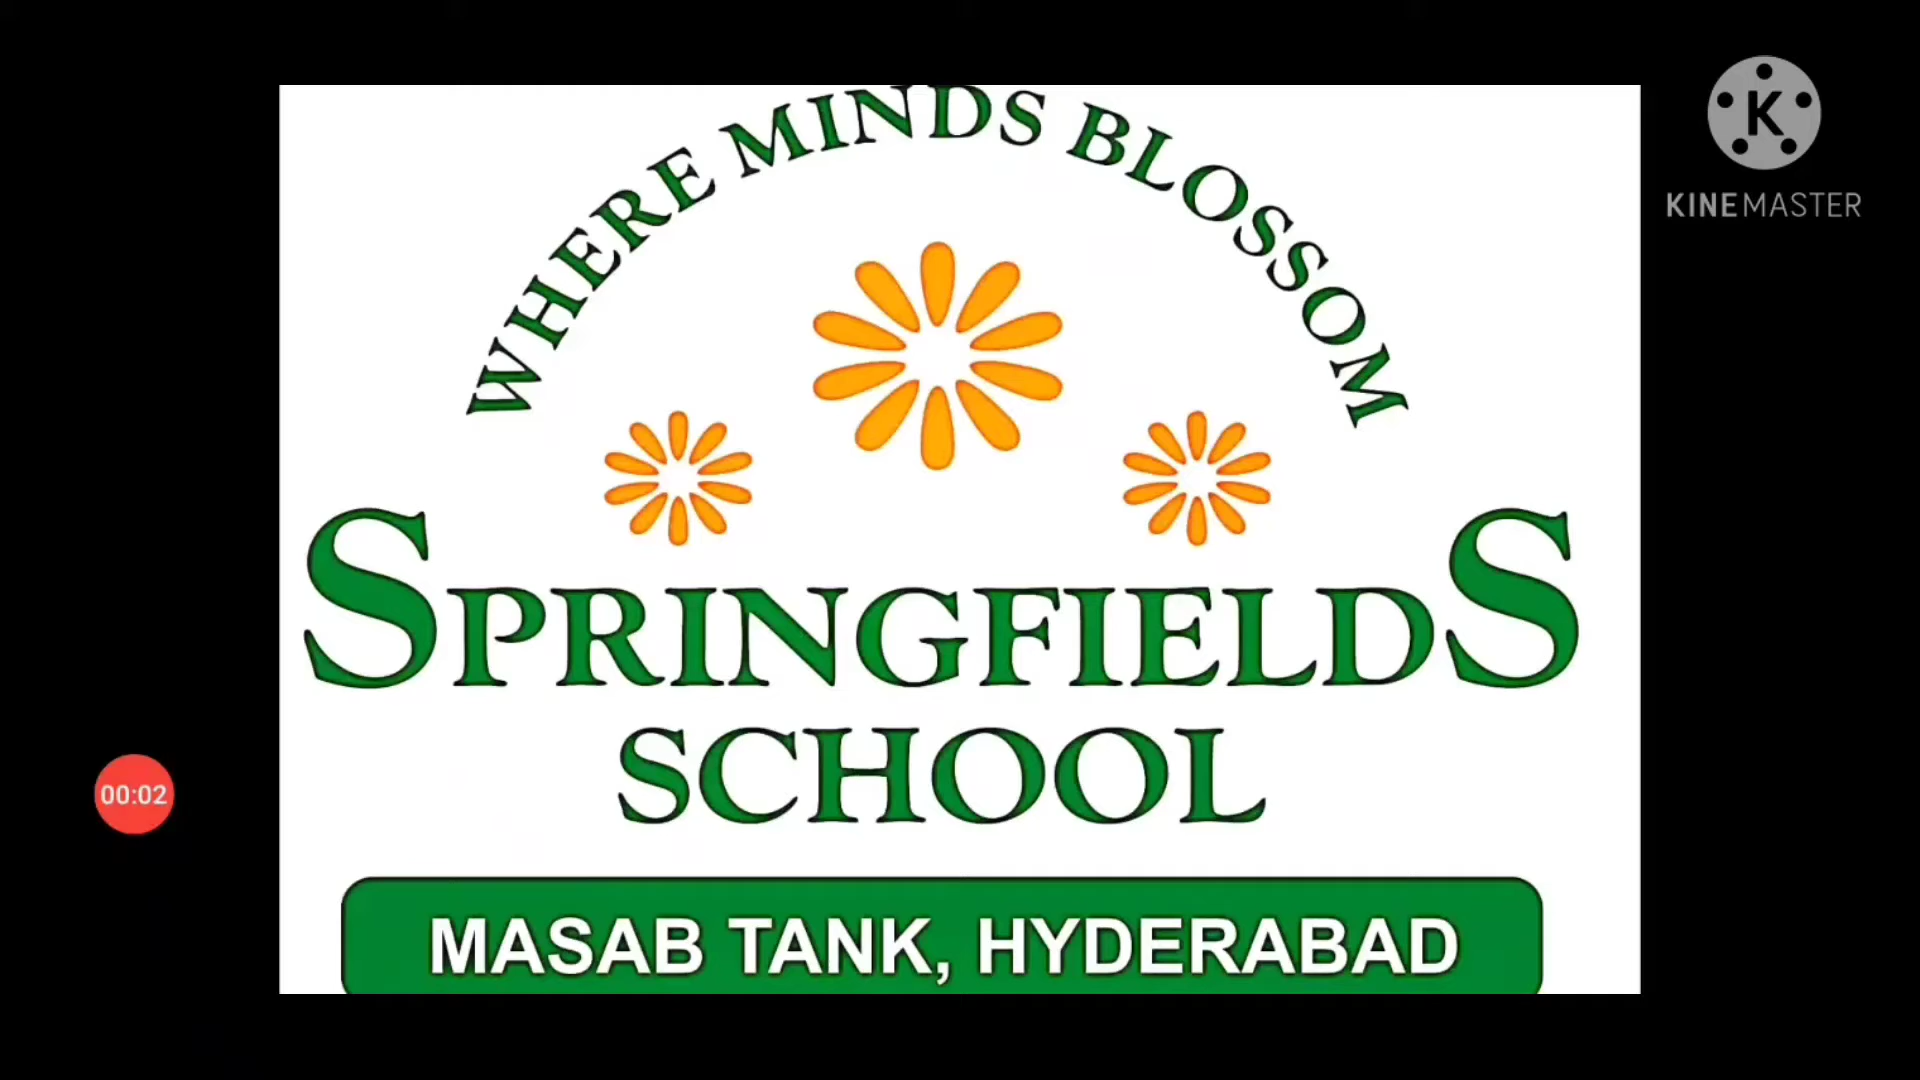 WHERE MINDS BLOSSOM
SPRINGFIELDS
SCHOOL
MASAB TANK, HYDERABAD
K
KINEMASTER
00:02